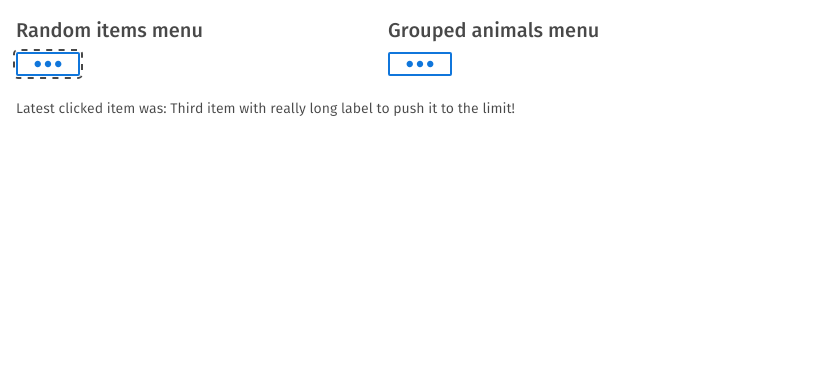 Random items menu
Grouped animals menu
Latest clicked item was: Third item with really long label to push it to the limit!